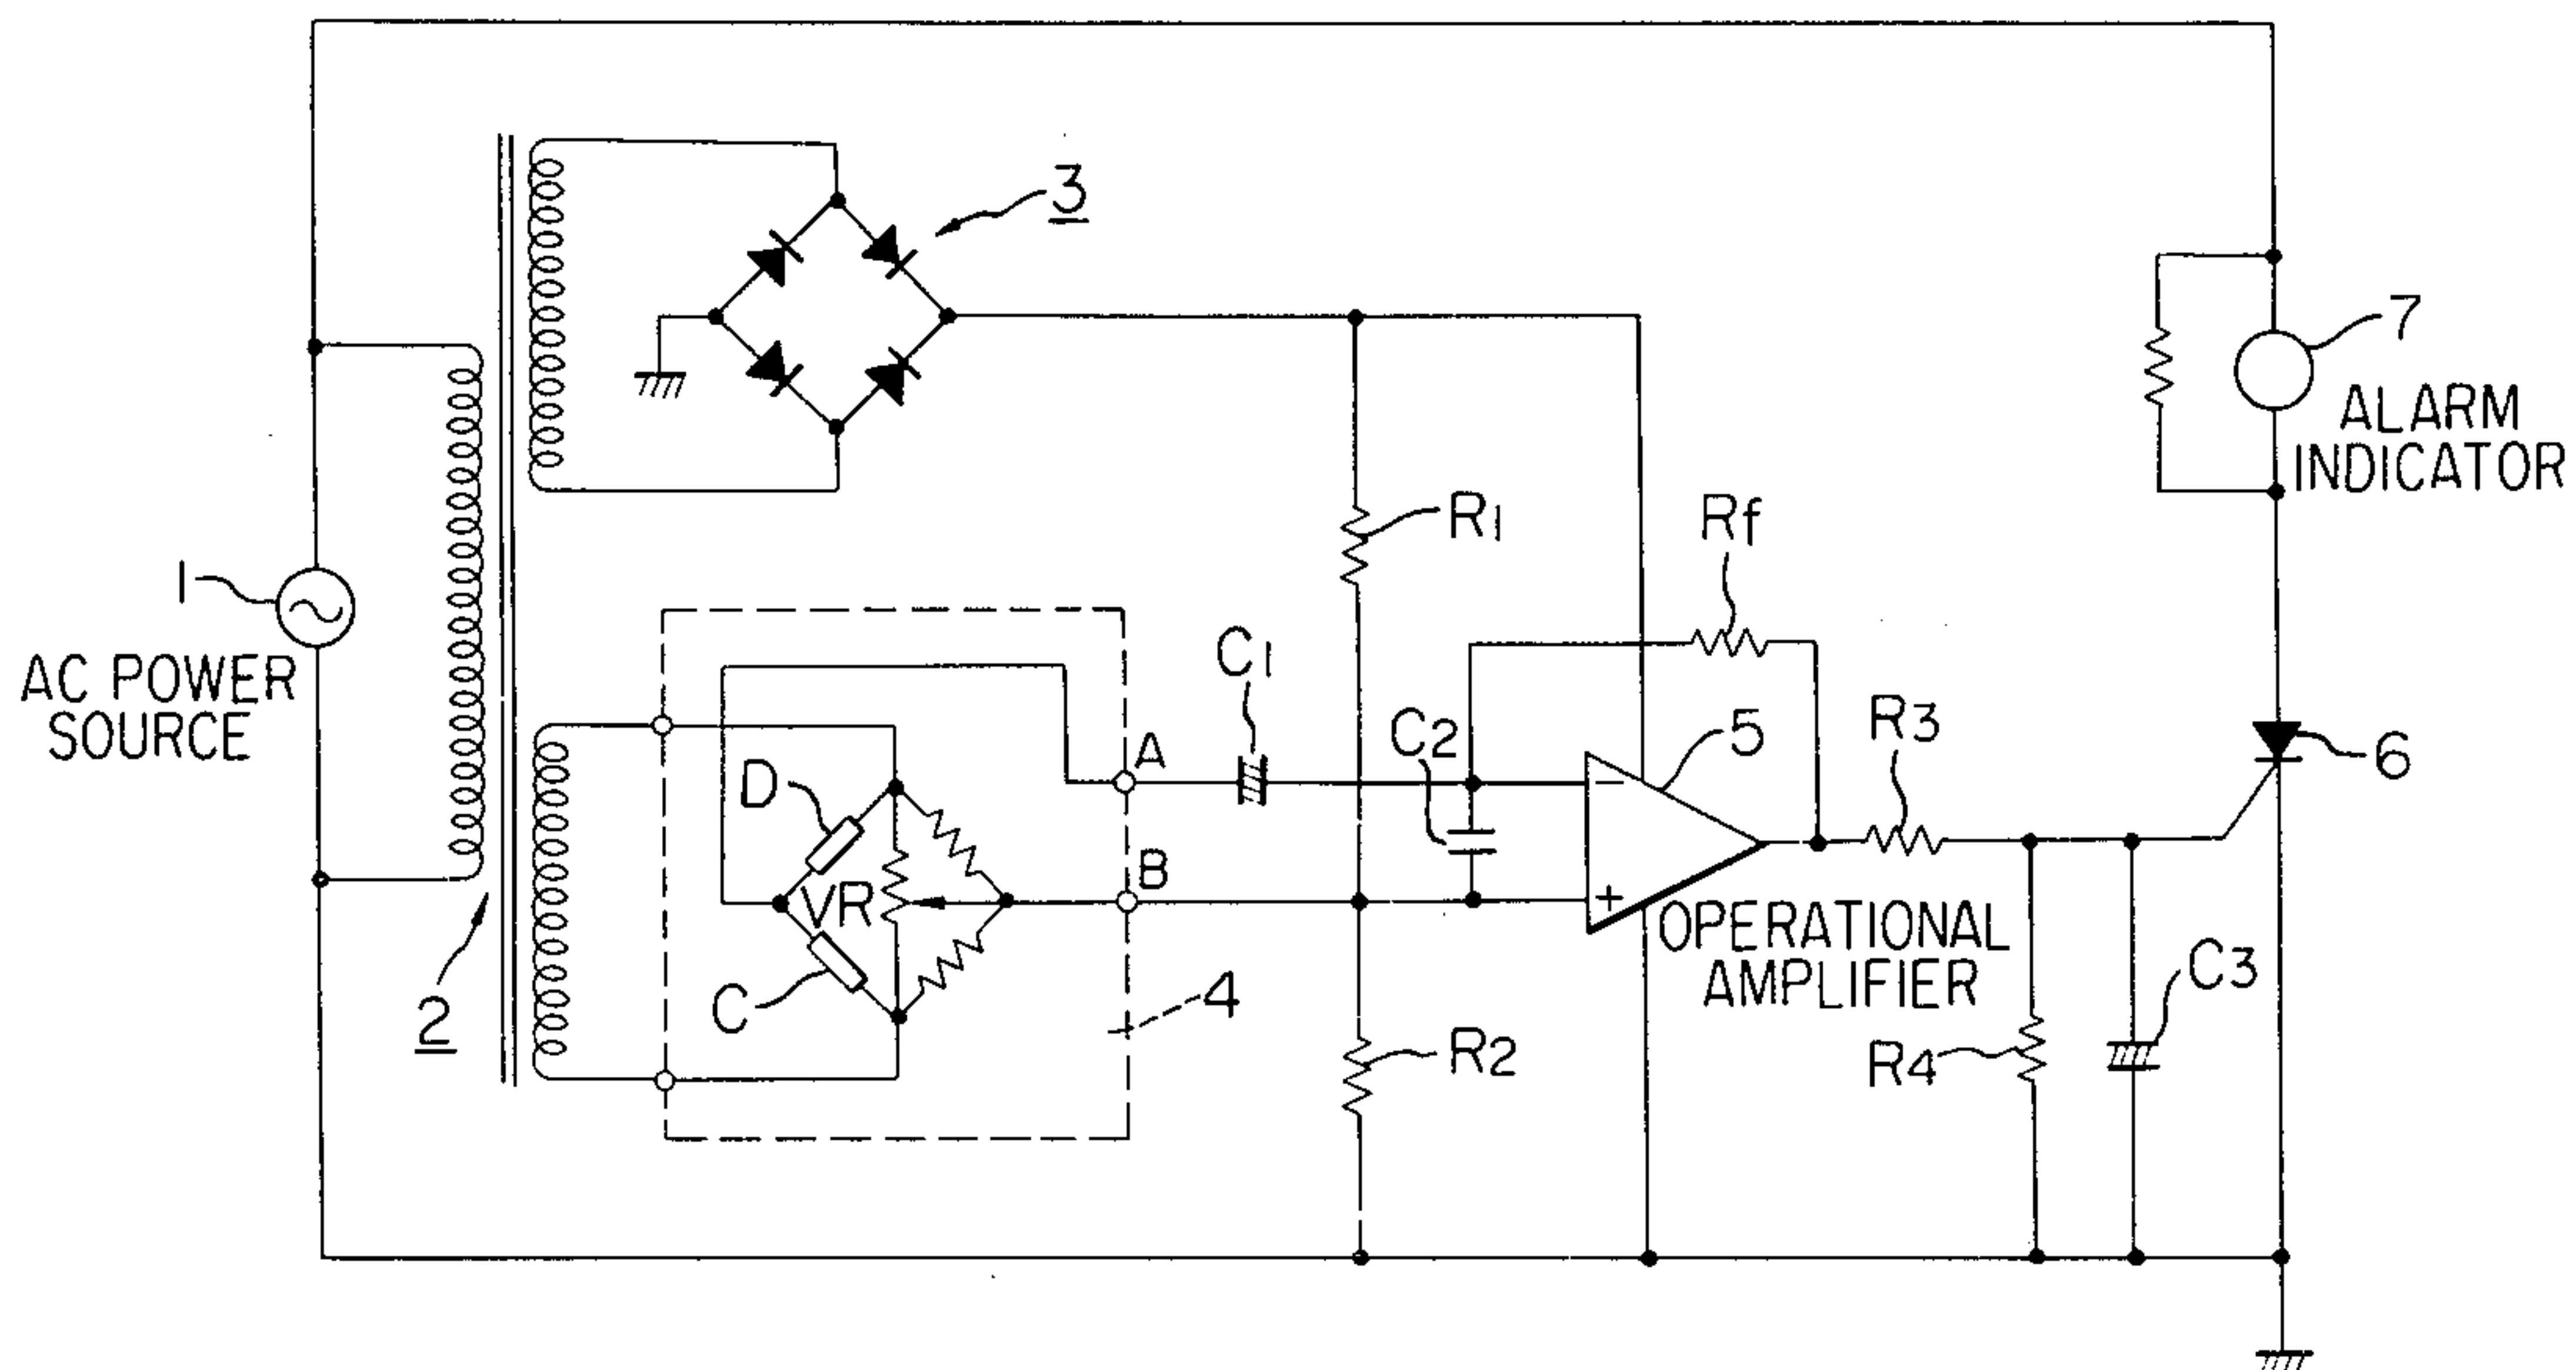 3
7
ALARM
INDICATOR
R1
Rf
1
AC POWER
SOURCE
C1
A
C2
5
R3
6
D
B
VR
OPERATIONAL
AMPLIFIER
C
4
C3
2
R2
R4
−
+